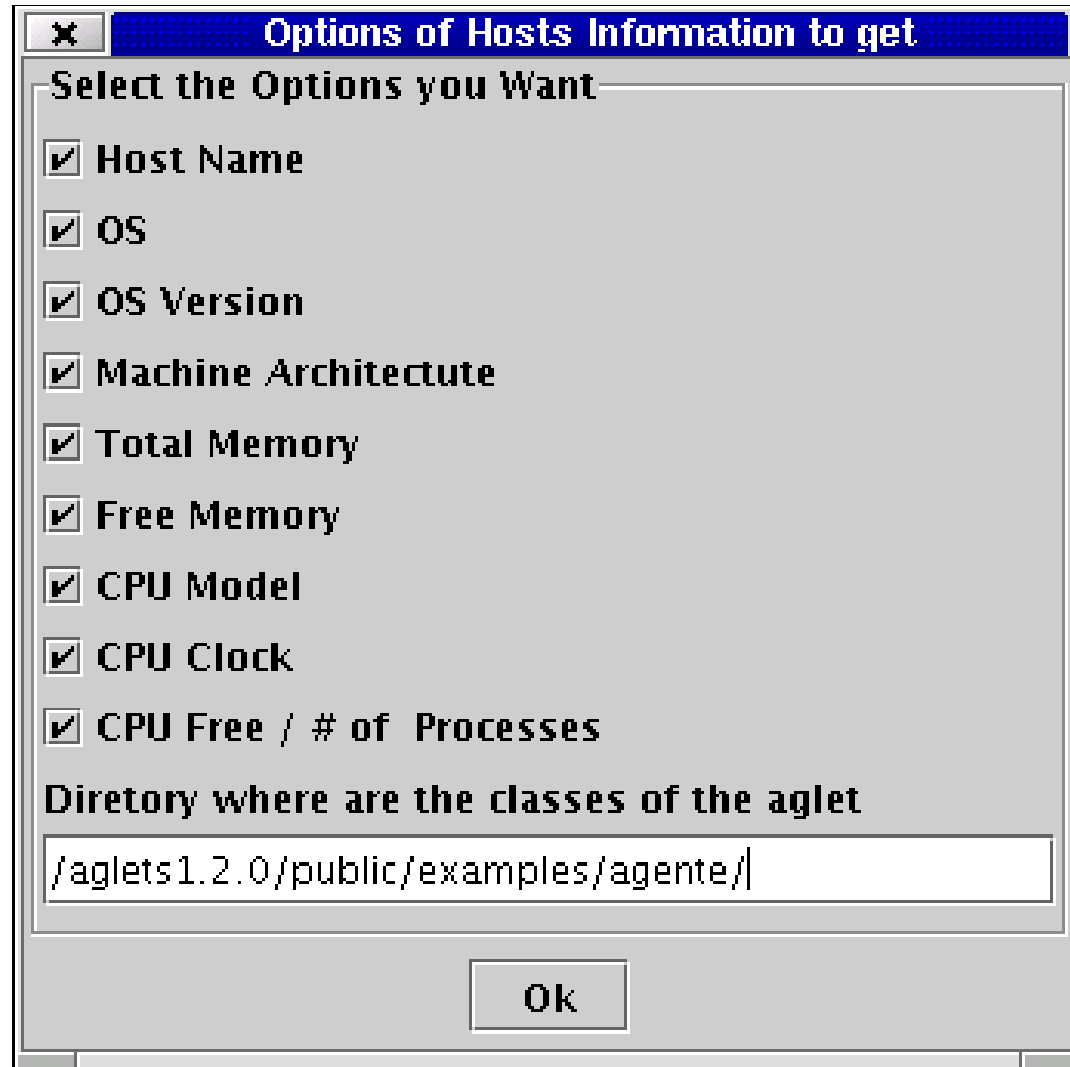 Options of Hosts Information to get
Select the Options you Want
Host Name
OS
OS Version
Machine Architectute
Total Memory
Free Memory
CPU Model
CPU Clock
CPU Free / # of  Processes
Diretory where are the classes of the aglet
/aglets1.2.0/public/examples/agente/
Ok